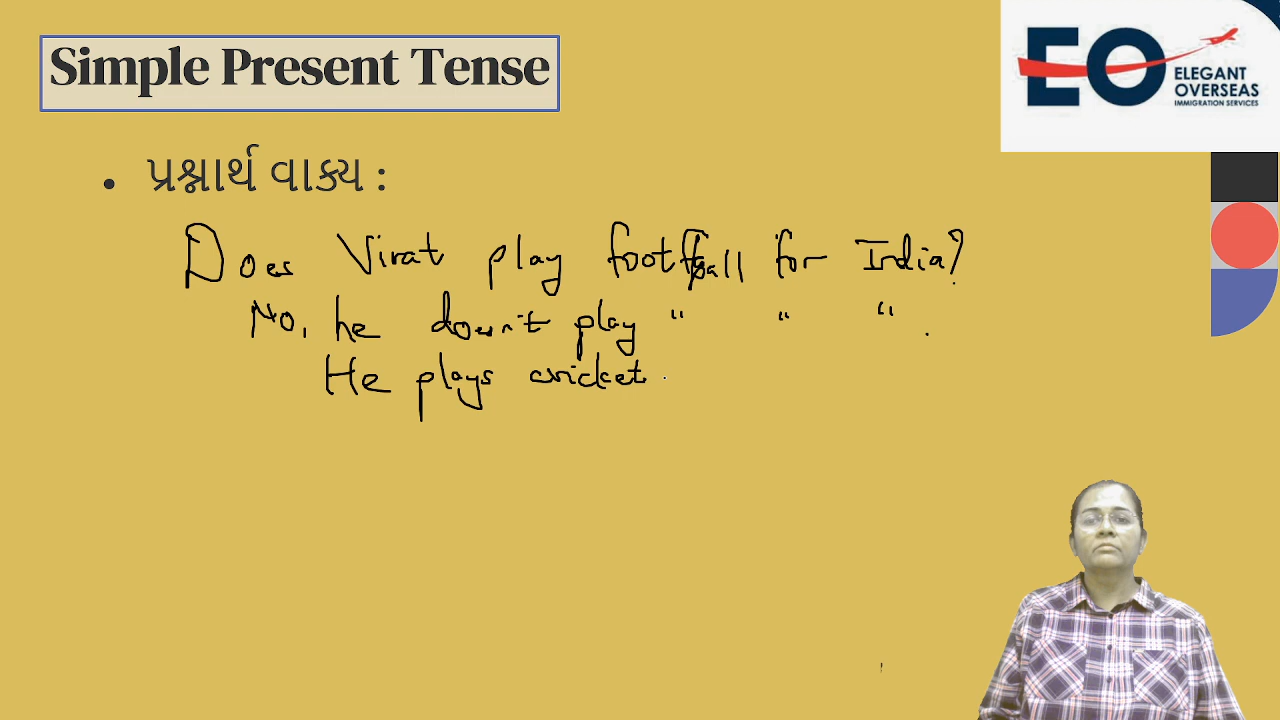 Simple Present Tense
EO ELEGANT
OVERSEAS
IMMIGRATION SERVICES
• પ્રશ્નાર્થ વાક્ય :
Does Virat play football for India?
No, he doesn't play " " " .
He plays cricket.